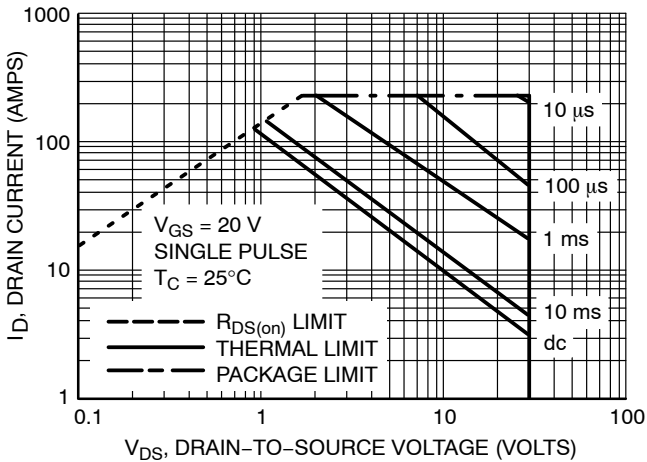 1000
100
10
1
I_D, DRAIN CURRENT (AMPS)
10 μs
100 μs
1 ms
10 ms
dc
V_GS = 20 V
SINGLE PULSE
T_C = 25°C
R_DS(on) LIMIT
THERMAL LIMIT
PACKAGE LIMIT
0.1
1
10
100
V_DS, DRAIN−TO−SOURCE VOLTAGE (VOLTS)